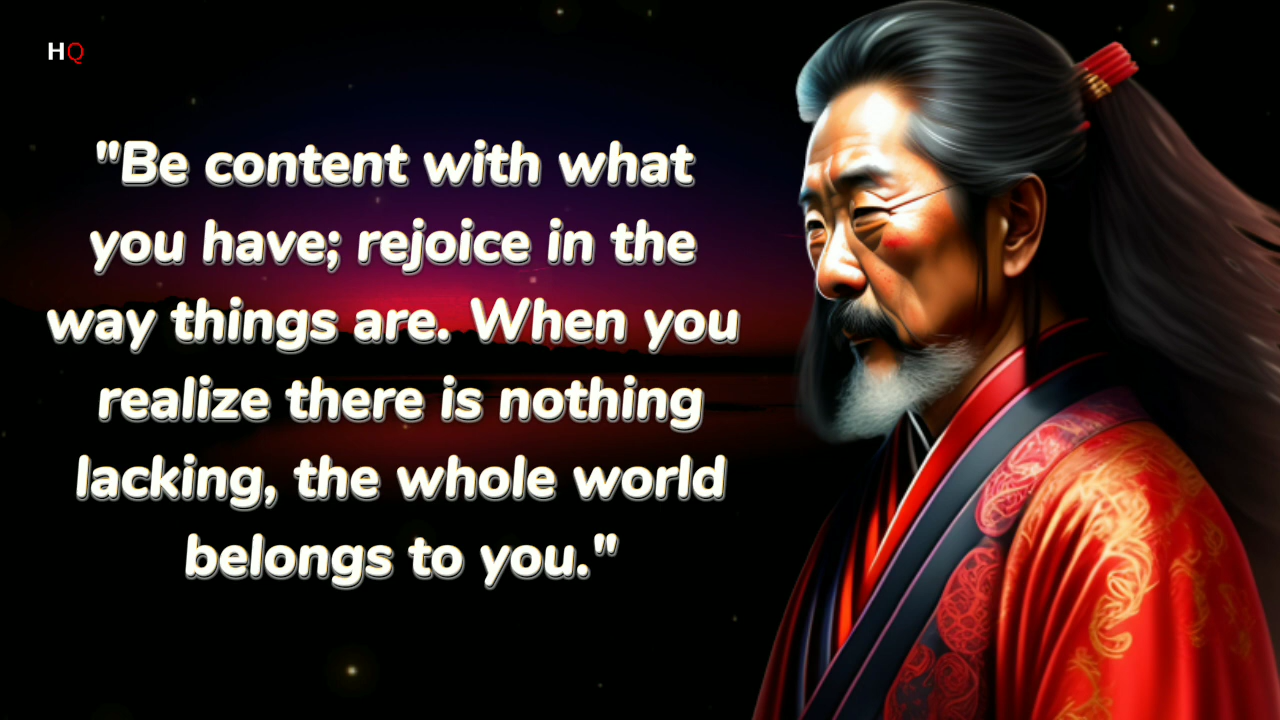 HQ
"Be content with what
you have; rejoice in the
way things are. When you
realize there is nothing
lacking, the whole world
belongs to you."